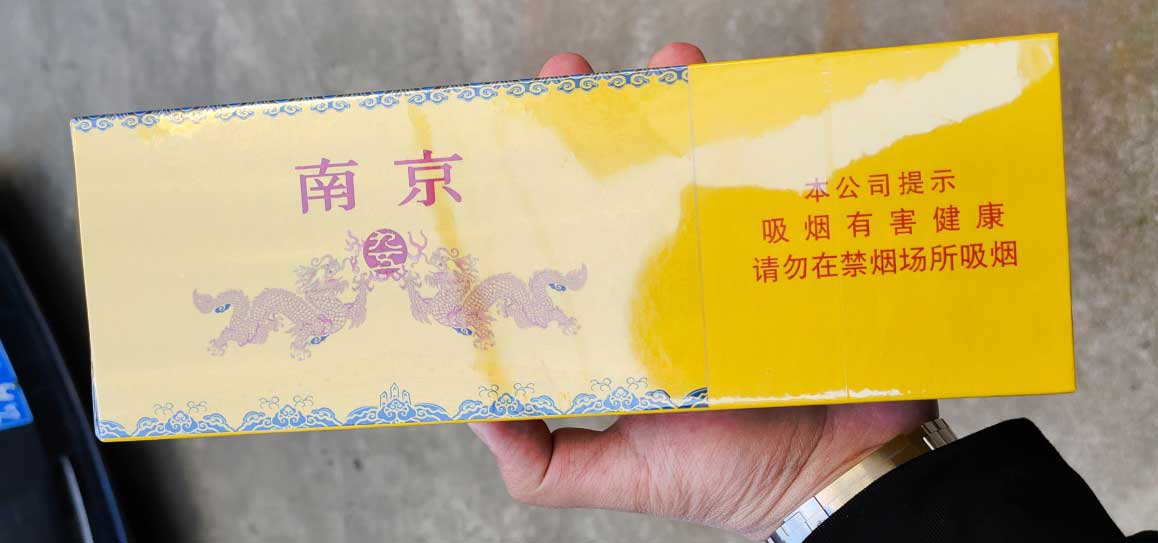 南京
本公司提示
吸烟有害健康
请勿在禁烟场所吸烟